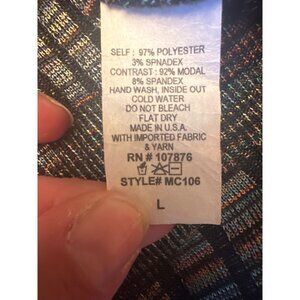 SELF : 97% POLYESTER
3% SPNADEX
CONTRAST : 92% MODAL
8% SPANDEX
HAND WASH, INSIDE OUT
COLD WATER
DO NOT BLEACH
FLAT DRY
MADE IN U.S.A.
WITH IMPORTED FABRIC
& YARN
RN # 107876
STYLE# MC106
L